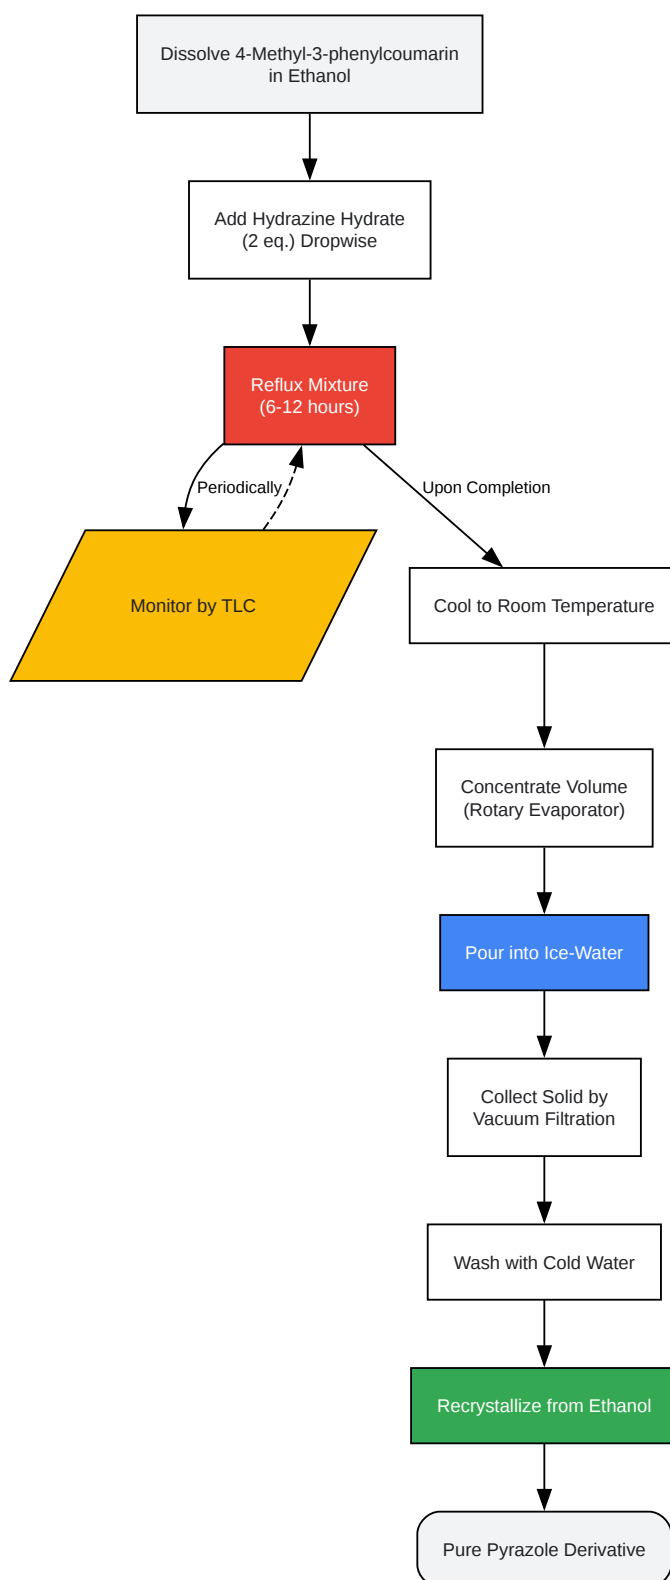 Dissolve 4-Methyl-3-phenylcoumarin
in Ethanol
Add Hydrazine Hydrate
(2 eq.) Dropwise
Reflux Mixture
(6-12 hours)
Periodically
Upon Completion
Monitor by TLC
Cool to Room Temperature
Concentrate Volume
(Rotary Evaporator)
Pour into Ice-Water
Collect Solid by
Vacuum Filtration
Wash with Cold Water
Recrystallize from Ethanol
Pure Pyrazole Derivative